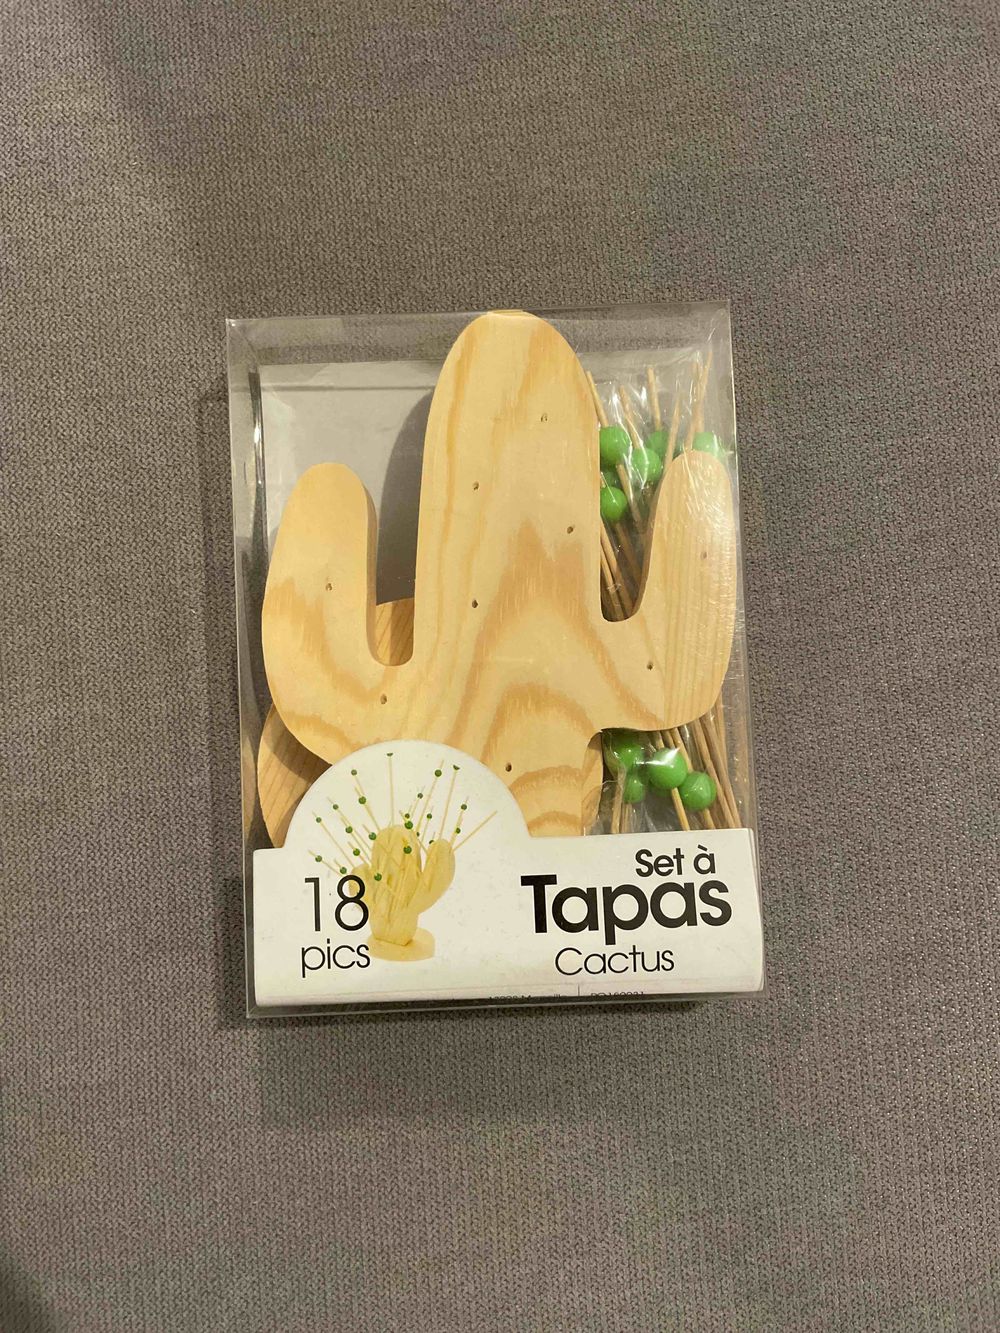 18
pics
Set à
Tapas
Cactus